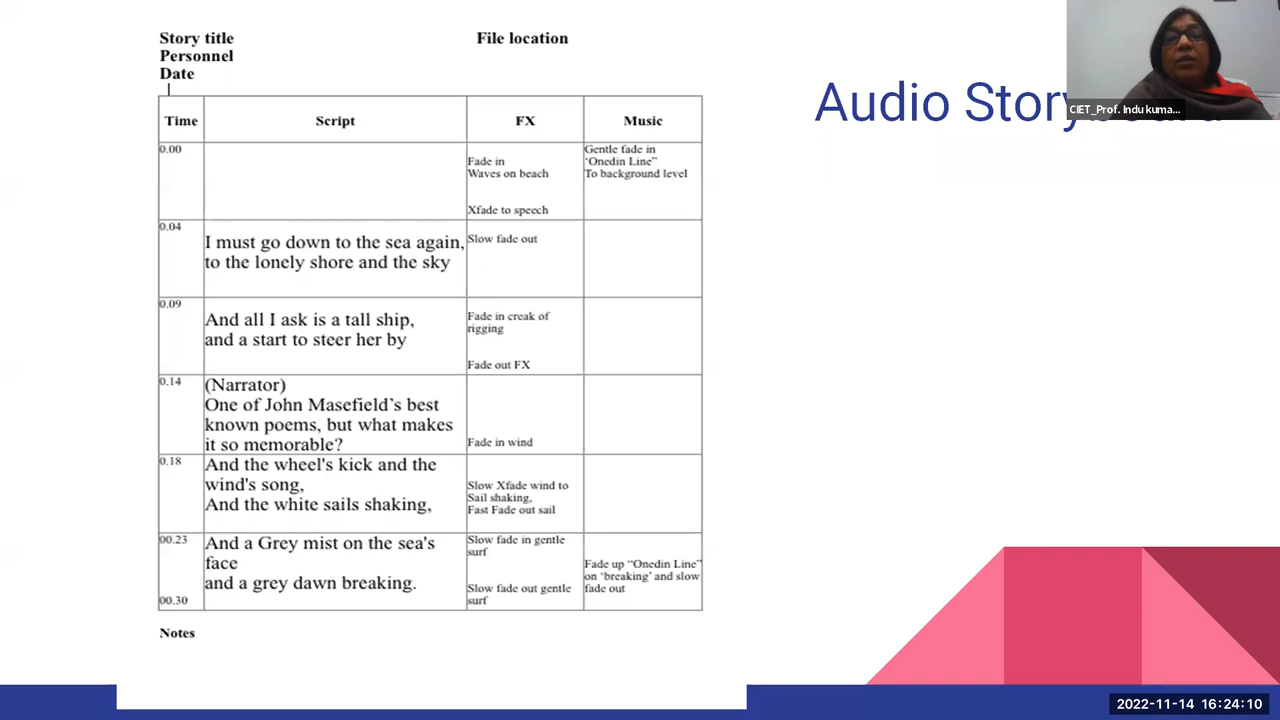 Story title
File location
Personnel
Date
Audio Story
CIET_Prof. Indu kuma...
Time
Script
FX
Music
0.00
Fade in
Waves on beach
Xfade to speech
Gentle fade in
‘Onedin Line”
To background level
0.04
I must go down to the sea again,
to the lonely shore and the sky
Slow fade out
0.09
And all I ask is a tall ship,
and a start to steer her by
Fade in creak of
rigging
Fade out FX
0.14
(Narrator)
One of John Masefield’s best
known poems, but what makes
it so memorable?
Fade in wind
0.18
And the wheel's kick and the
wind's song,
And the white sails shaking,
Slow Xfade wind to
Sail shaking,
Fast Fade out sail
00.23
And a Grey mist on the sea's
face
and a grey dawn breaking.
Slow fade in gentle
surf
Slow fade out gentle
surf
Fade up “Onedin Line”
on ‘breaking’ and slow
fade out
00.30
Notes
2022-11-14 16:24:10